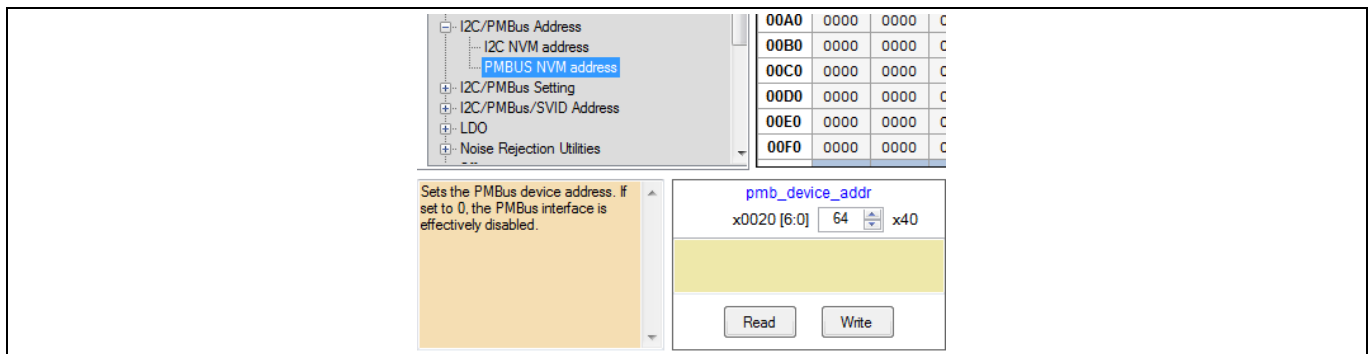 I2C/PMBus Address
I2C NVM address
PMBUS NVM address
I2C/PMBus Setting
I2C/PMBus/SVID Address
LDO
Noise Rejection Utilities
00A0 0000 0000
00B0 0000 0000
00C0 0000 0000
00D0 0000 0000
00E0 0000 0000
00F0 0000 0000
Sets the PMBus device address. If
set to 0, the PMBus interface is
effectively disabled.
pmb_device_addr
x0020 [6:0] 64 x40
Read Write